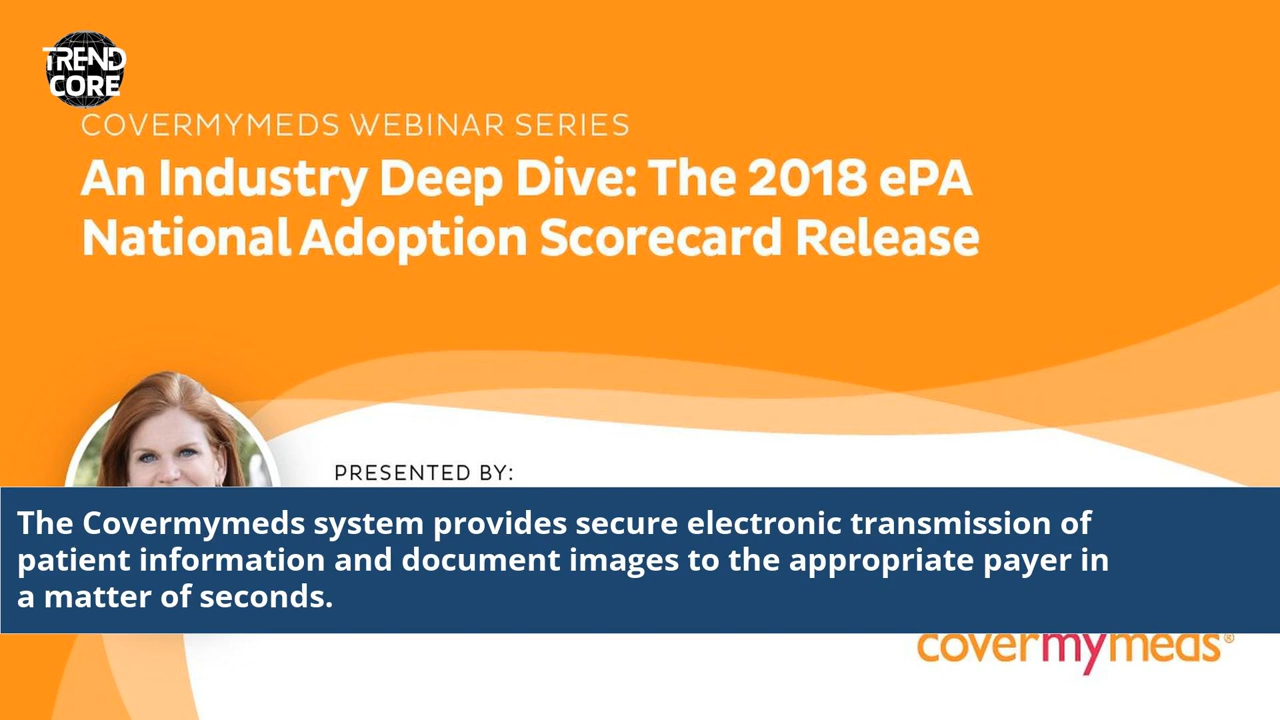 TREND
CORE
COVERMYMEDS WEBINAR SERIES
An Industry Deep Dive: The 2018 ePA
National Adoption Scorecard Release
PRESENTED BY:
The Covermymeds system provides secure electronic transmission of
patient information and document images to the appropriate payer in
a matter of seconds.
covermymeds®